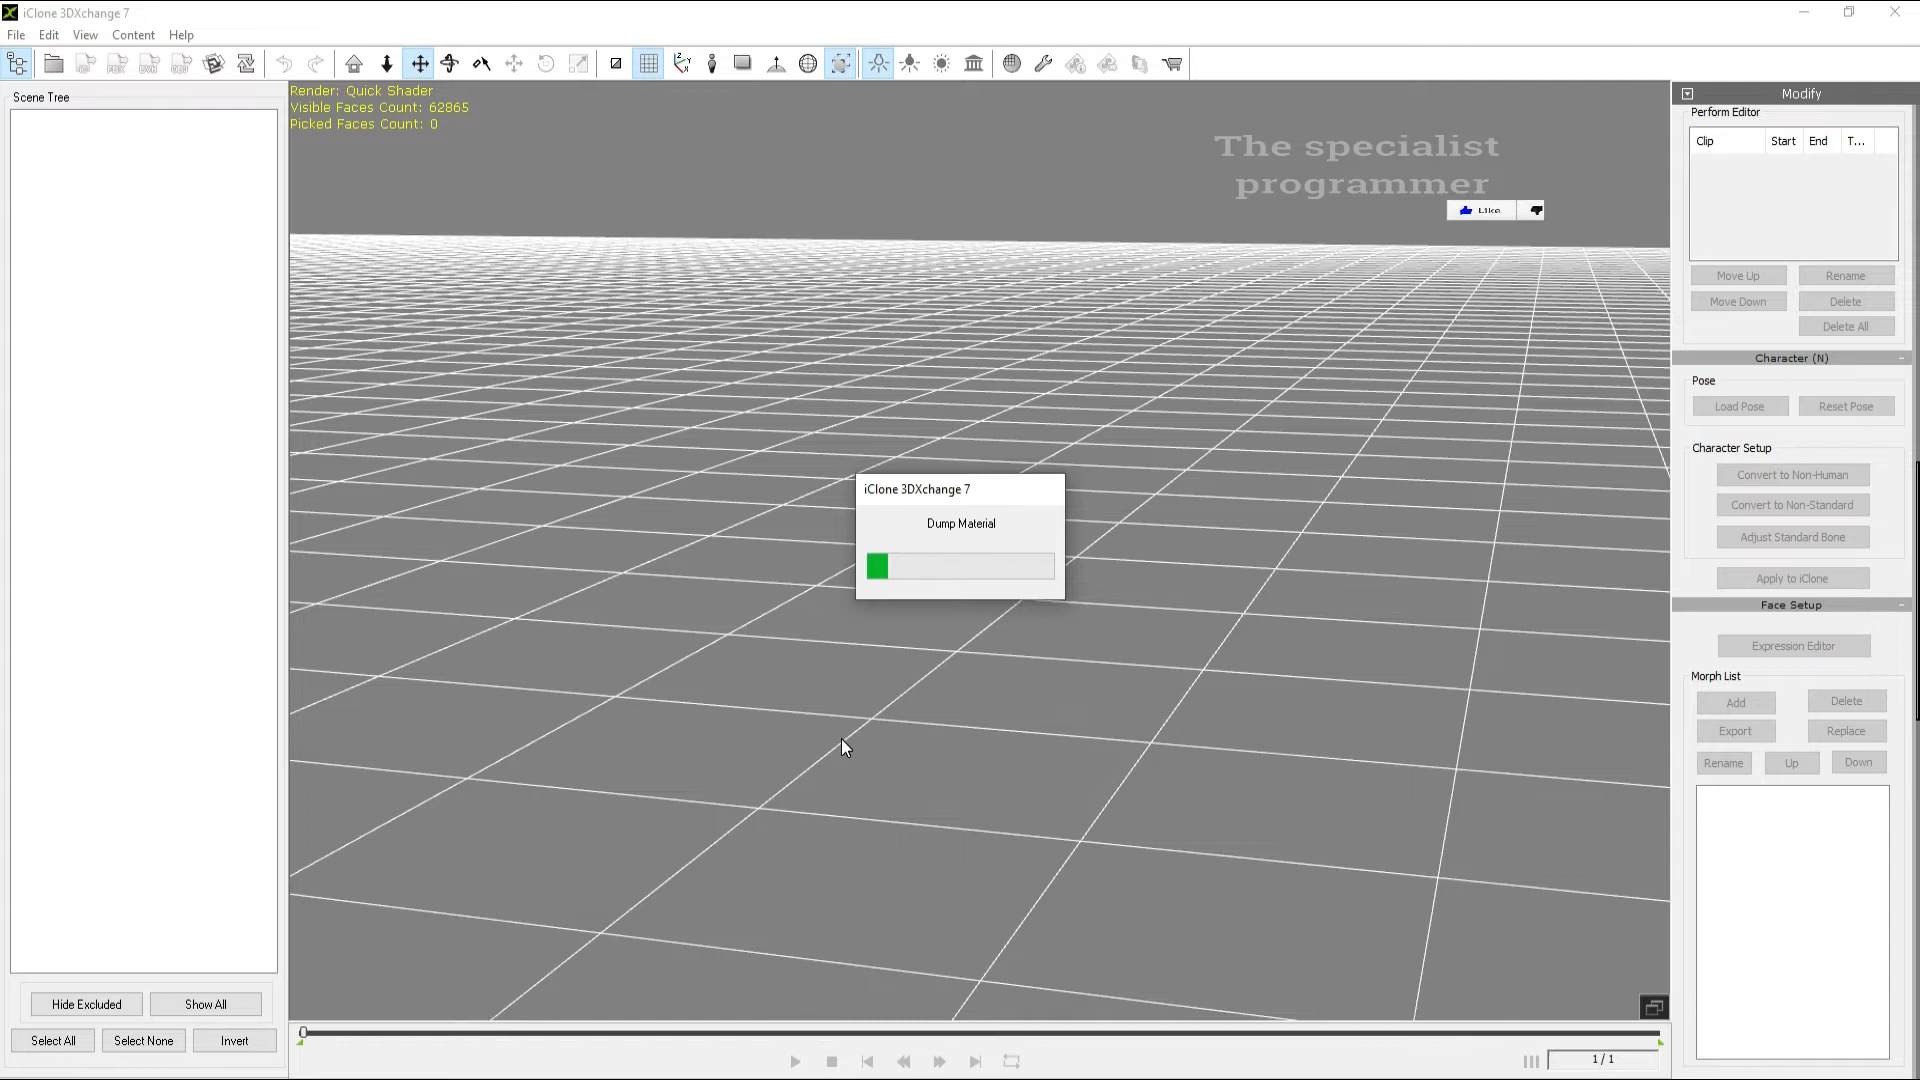 iClone 3DXchange 7
File Edit View Content Help
Scene Tree
Render: Quick Shader
Visible Faces Count: 62865
Picked Faces Count: 0
The specialist
programmer
Like
Modify
Perform Editor
Clip Start End T...
Move Up Rename
Move Down Delete
Delete All
Character (N)
Pose
Load Pose Reset Pose
Character Setup
Convert to Non-Human
Convert to Non-Standard
Adjust Standard Bone
Apply to iClone
Face Setup
Expression Editor
Morph List
Add Delete
Export Replace
Rename Up Down
iClone 3DXchange 7
Dump Material
Hide Excluded Show All
Select All Select None Invert
1 / 1